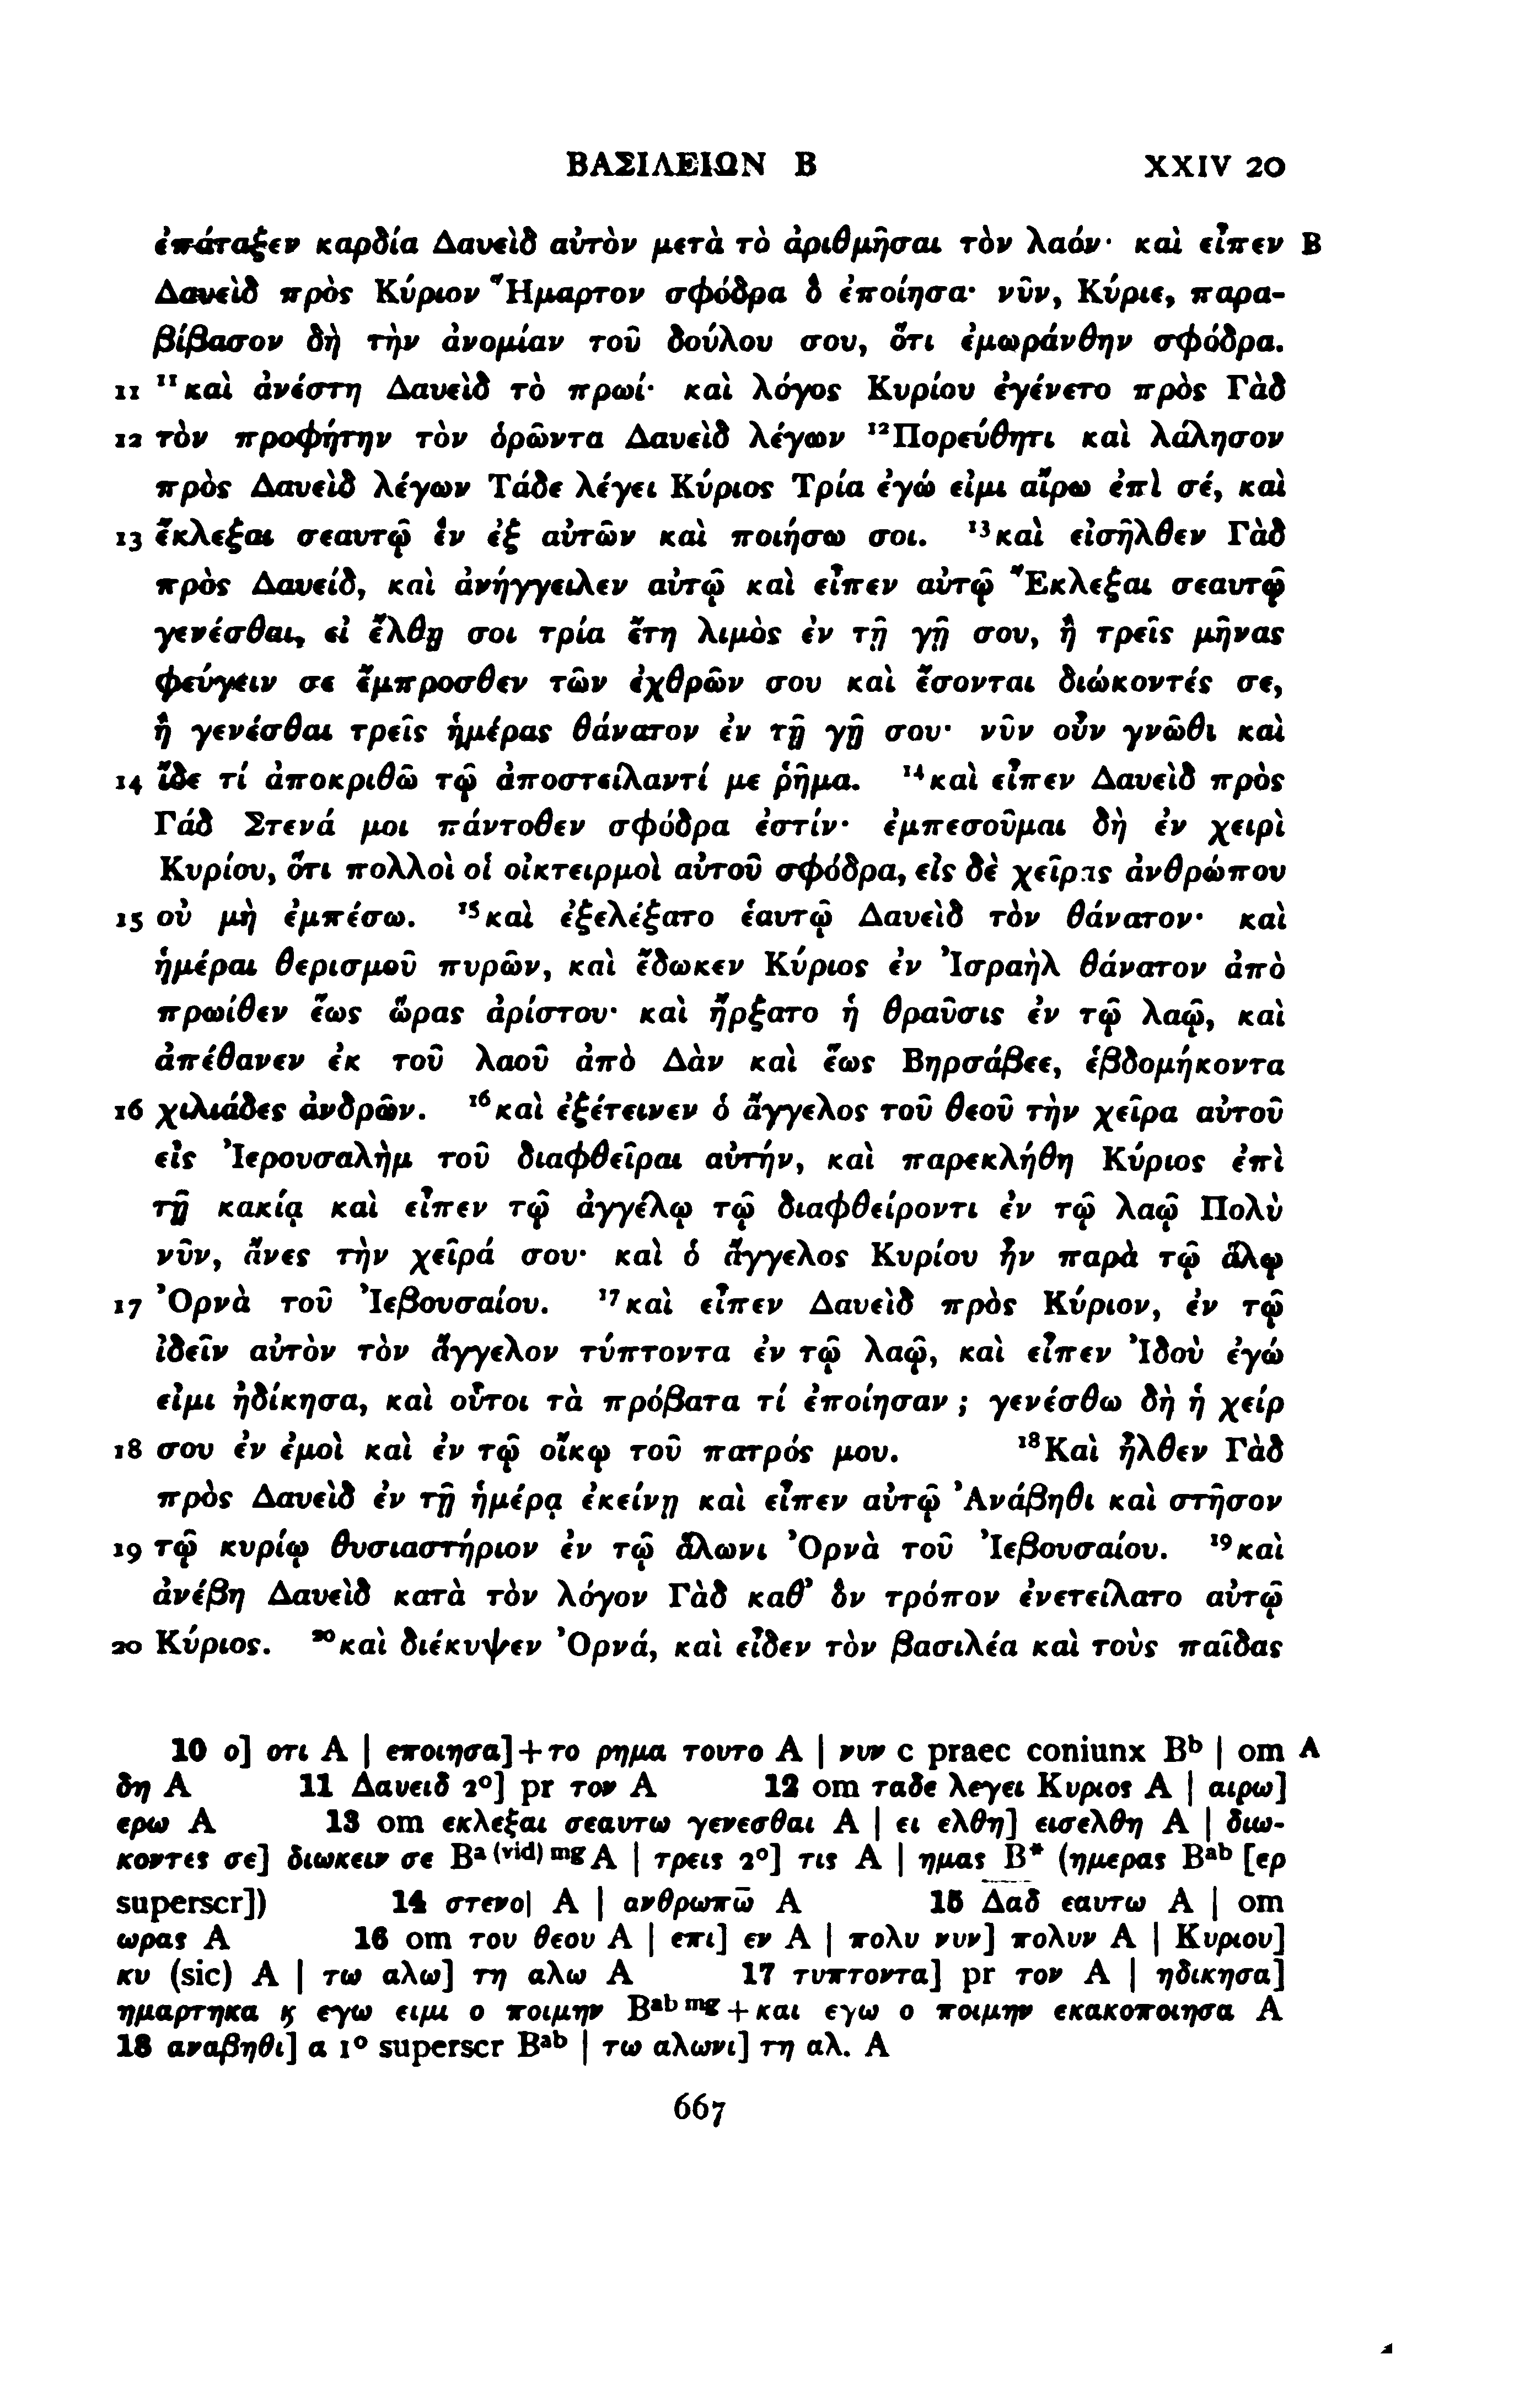 ΒΑΣΙΛΕΙΩΝ Β XXIV 20
ἐπάταξεν καρδία Δαυεὶδ αὐτὸν μετὰ τὸ ἀριθμῆσαι τὸν λαόν· καὶ εἶπεν B
Δαυεὶδ πρὸς Κύριον Ἥμαρτον σφόδρα ὃ ἐποίησα· νῦν, Κύριε, παρα-
βίβασον δὴ τὴν ἀνομίαν τοῦ δούλου σου, ὅτι ἐμωράνθην σφόδρα.
11 ¹¹καὶ ἀνέστη Δαυεὶδ τὸ πρωί· καὶ λόγος Κυρίου ἐγένετο πρὸς Γὰδ
12 τὸν προφήτην τὸν ὁρῶντα Δαυεὶδ λέγων ¹²Πορεύθητι καὶ λάλησον
πρὸς Δαυεὶδ λέγων Τάδε λέγει Κύριος Τρία ἐγώ εἰμι αἴρω ἐπὶ σέ, καὶ
13 ἔκλεξαι σεαυτῷ ἓν ἐξ αὐτῶν καὶ ποιήσω σοι. ¹³καὶ εἰσῆλθεν Γὰδ
πρὸς Δαυείδ, καὶ ἀνήγγειλεν αὐτῷ καὶ εἶπεν αὐτῷ Ἔκλεξαι σεαυτῷ
γενέσθαι, εἰ ἔλθῃ σοι τρία ἔτη λιμὸς ἐν τῇ γῇ σου, ἢ τρεῖς μῆνας
φεύγειν σε ἔμπροσθεν τῶν ἐχθρῶν σου καὶ ἔσονται διώκοντές σε,
ἢ γενέσθαι τρεῖς ἡμέρας θάνατον ἐν τῇ γῇ σου· νῦν οὖν γνῶθι καὶ
14 ἴδε τί ἀποκριθῶ τῷ ἀποστείλαντί με ῥῆμα. ¹⁴καὶ εἶπεν Δαυεὶδ πρὸς
Γάδ Στενά μοι πάντοθεν σφόδρα ἐστίν· ἐμπεσοῦμαι δὴ ἐν χειρὶ
Κυρίου, ὅτι πολλοὶ οἱ οἰκτειρμοὶ αὐτοῦ σφόδρα, εἰς δὲ χεῖρας ἀνθρώπου
15 οὐ μὴ ἐμπέσω. ¹⁵καὶ ἐξελέξατο ἑαυτῷ Δαυεὶδ τὸν θάνατον· καὶ
ἡμέραι θερισμοῦ πυρῶν, καὶ ἔδωκεν Κύριος ἐν Ἰσραὴλ θάνατον ἀπὸ
πρωίθεν ἕως ὥρας ἀρίστου· καὶ ἤρξατο ἡ θραῦσις ἐν τῷ λαῷ, καὶ
ἀπέθανεν ἐκ τοῦ λαοῦ ἀπὸ Δὰν καὶ ἕως Βηρσάβεε, ἑβδομήκοντα
16 χιλιάδες ἀνδρῶν. ¹⁶καὶ ἐξέτεινεν ὁ ἄγγελος τοῦ θεοῦ τὴν χεῖρα αὐτοῦ
εἰς Ἰερουσαλὴμ τοῦ διαφθεῖραι αὐτήν, καὶ παρεκλήθη Κύριος ἐπὶ
τῇ κακίᾳ καὶ εἶπεν τῷ ἀγγέλῳ τῷ διαφθείροντι ἐν τῷ λαῷ Πολὺ
νῦν, ἄνες τὴν χεῖρά σου· καὶ ὁ ἄγγελος Κυρίου ἦν παρὰ τῷ ἅλῳ
17 Ὀρνὰ τοῦ Ἰεβουσαίου. ¹⁷καὶ εἶπεν Δαυεὶδ πρὸς Κύριον, ἐν τῷ
ἰδεῖν αὐτὸν τὸν ἄγγελον τύπτοντα ἐν τῷ λαῷ, καὶ εἶπεν Ἰδοὺ ἐγώ
εἰμι ἠδίκησα, καὶ οὗτοι τὰ πρόβατα τί ἐποίησαν ; γενέσθω δὴ ἡ χείρ
18 σου ἐν ἐμοὶ καὶ ἐν τῷ οἴκῳ τοῦ πατρός μου. ¹⁸Καὶ ἦλθεν Γὰδ
πρὸς Δαυεὶδ ἐν τῇ ἡμέρᾳ ἐκείνῃ καὶ εἶπεν αὐτῷ Ἀνάβηθι καὶ στῆσον
19 τῷ κυρίῳ θυσιαστήριον ἐν τῷ ἅλωνι Ὀρνὰ τοῦ Ἰεβουσαίου. ¹⁹καὶ
ἀνέβη Δαυεὶδ κατὰ τὸν λόγον Γὰδ καθ᾽ ὃν τρόπον ἐνετείλατο αὐτῷ
20 Κύριος. ²⁰καὶ διέκυψεν Ὀρνά, καὶ εἶδεν τὸν βασιλέα καὶ τοὺς παῖδας
10 ο] οτι A | εποιησα]+το ρημα τουτο A | νυν c praec coniunx Bᵇ | om A
δη A 11 Δαυειδ 2°] pr τον A 12 om ταδε λεγει Κυριος A | αιρω]
ερω A 13 om εκλεξαι σεαυτω γενεσθαι A | ει ελθη] εισελθη A | διω-
κοντες σε] διωκειν σε Bᵃ ⁽ᵛⁱᵈ⁾ ᵐᵍ A | τρεις 2°] τις A | ημας B* (ημερας Bᵃᵇ [ερ
superscr]) 14 στενο| A | ανθρωπω̄ A 15 Δαδ εαυτω A | om
ωρας A 16 om του θεου A | επι] εν A | πολυ νυν] πολυν A | Κυριου]
κυ (sic) A | τω αλω] τη αλω A 17 τυπτοντα] pr τον A | ηδικησα]
ημαρτηκα ϗ εγω ειμι ο ποιμην Bᵃᵇ ᵐᵍ + και εγω ο ποιμην εκακοποιησα A
18 αναβηθι] α 1° superscr Bᵃᵇ | τω αλωνι] τη αλ. A
667